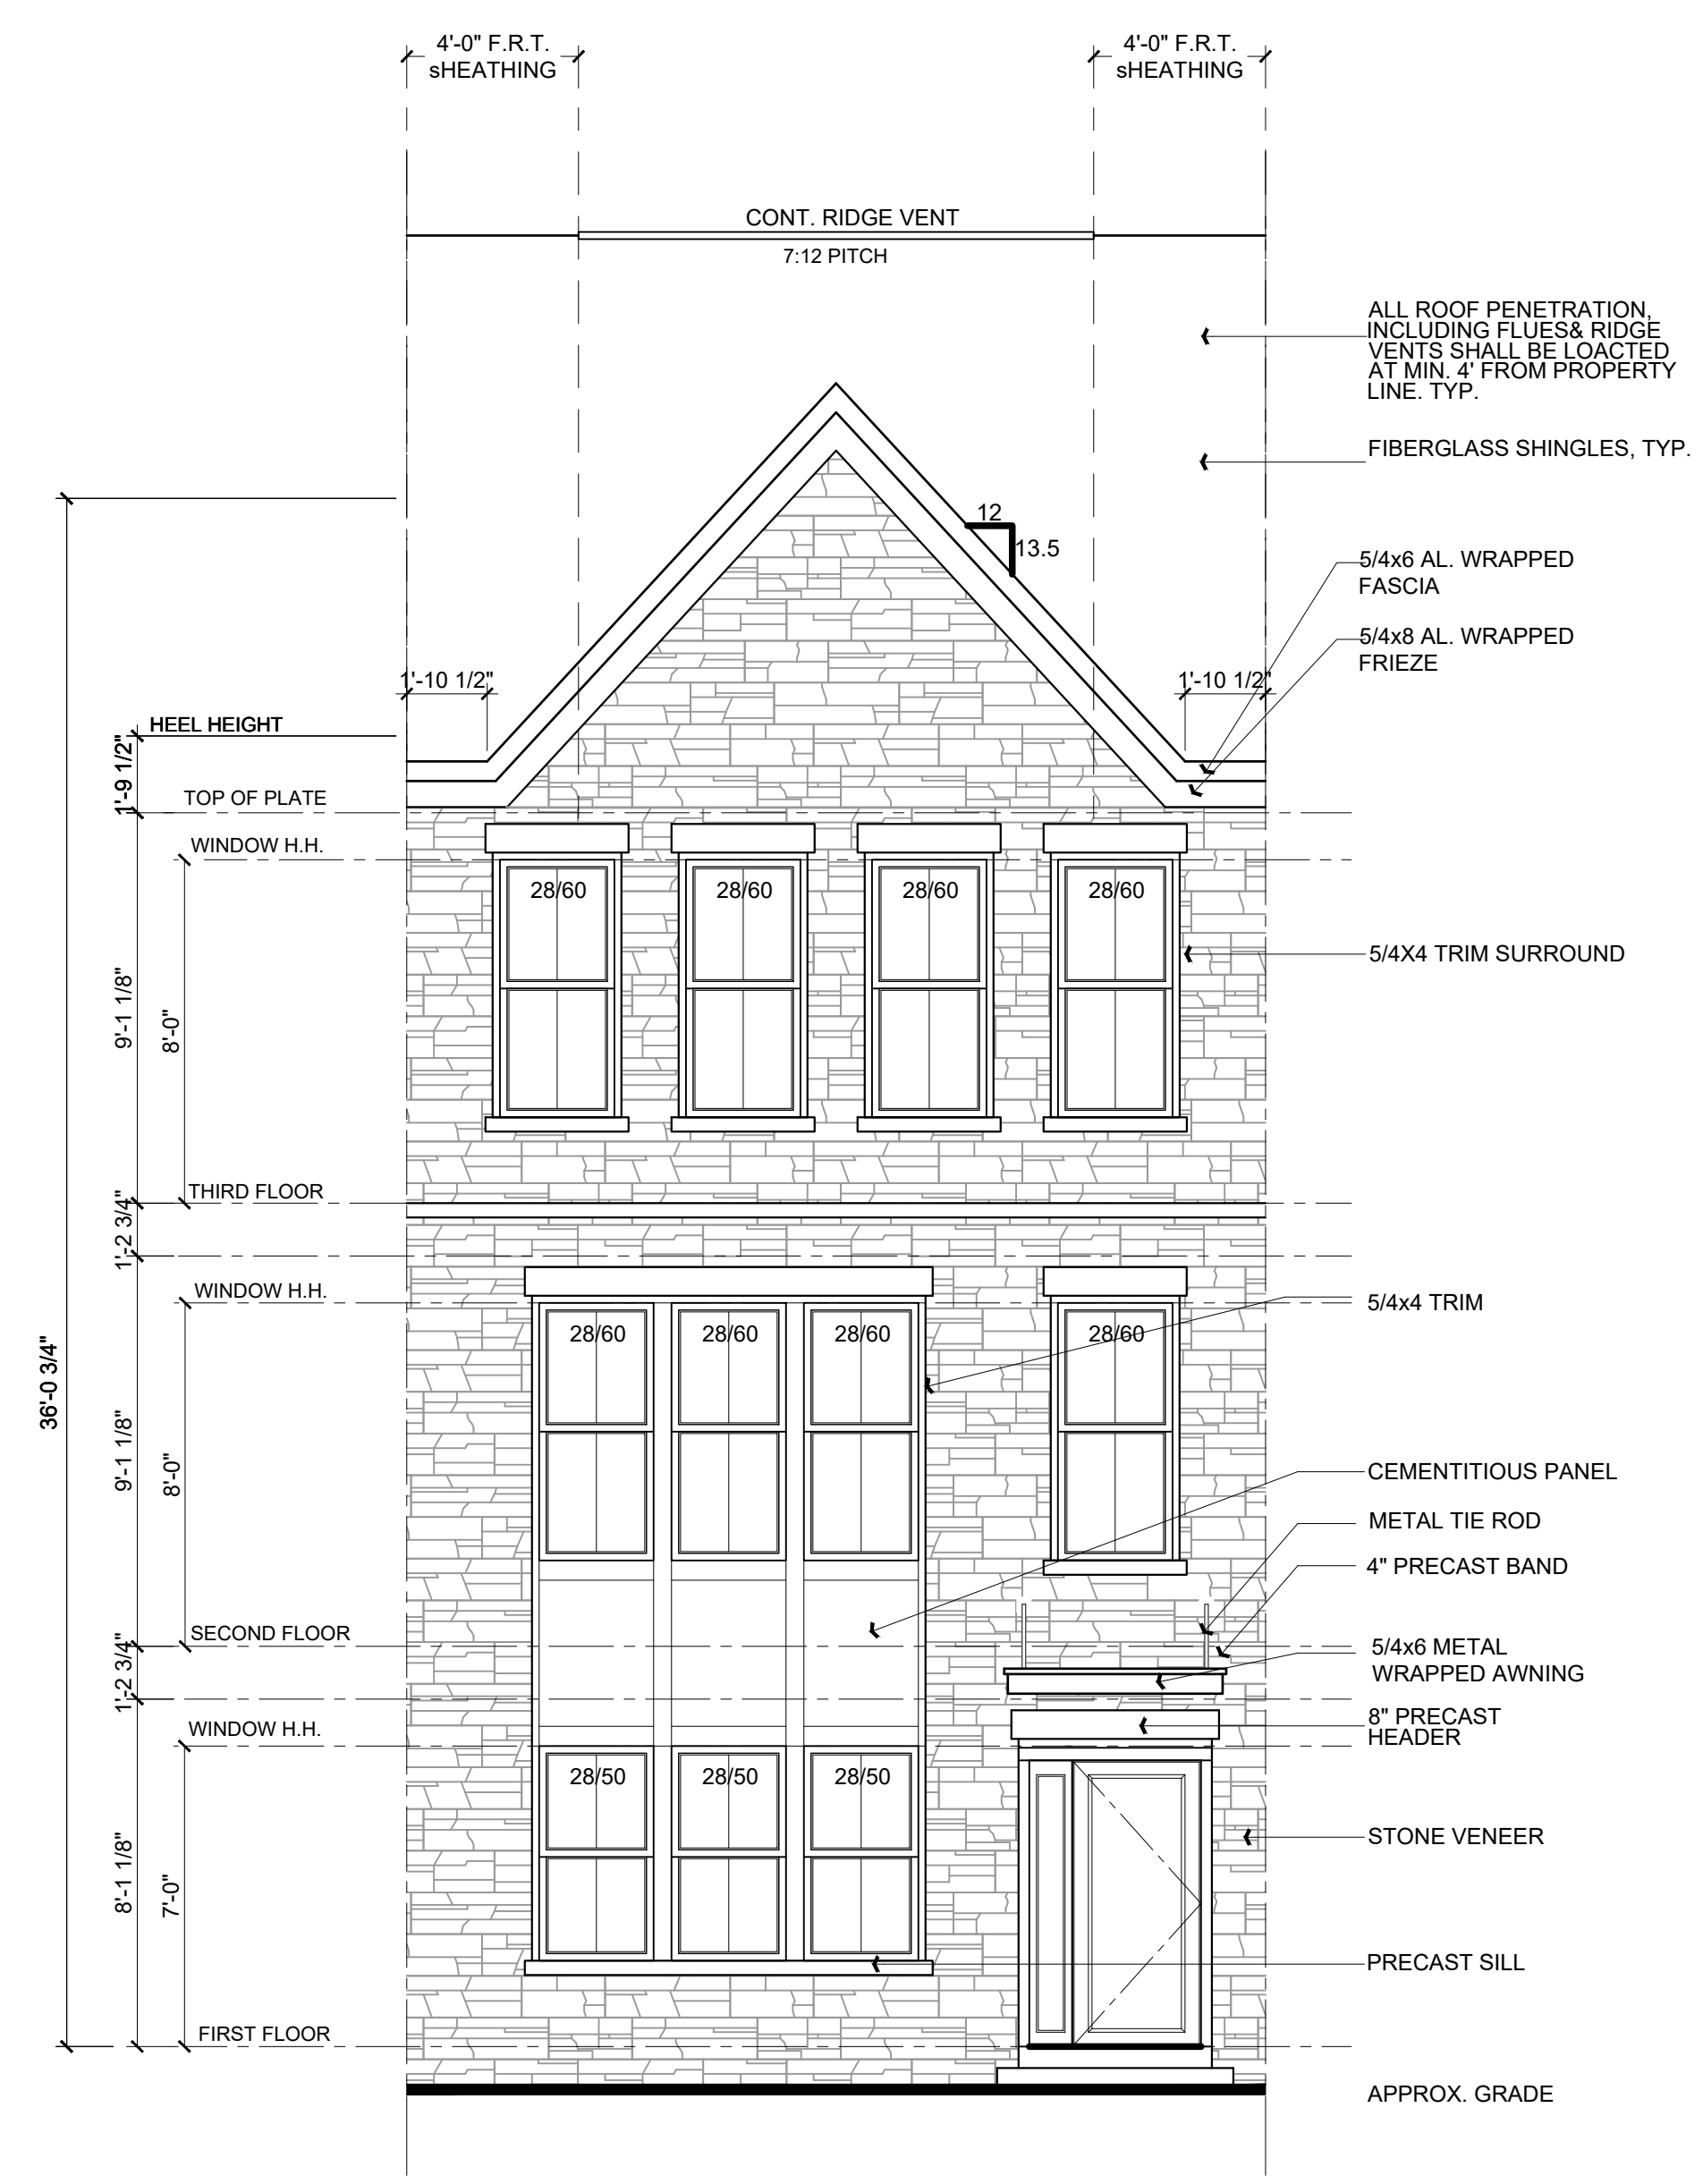 4'-0" F.R.T.
sHEATHING
4'-0" F.R.T.
sHEATHING
CONT. RIDGE VENT
7:12 PITCH
ALL ROOF PENETRATION,
INCLUDING FLUES& RIDGE
VENTS SHALL BE LOACTED
AT MIN. 4' FROM PROPERTY
LINE. TYP.
FIBERGLASS SHINGLES, TYP.
12
13.5
5/4x6 AL. WRAPPED
FASCIA
5/4x8 AL. WRAPPED
FRIEZE
1'-10 1/2"
1'-10 1/2"
HEEL HEIGHT
1'-9 1/2"
TOP OF PLATE
WINDOW H.H.
28/60
28/60
28/60
28/60
5/4X4 TRIM SURROUND
9'-1 1/8"
8'-0"
THIRD FLOOR
1'-2 3/4"
WINDOW H.H.
5/4x4 TRIM
28/60
28/60
28/60
28/60
36'-0 3/4"
9'-1 1/8"
8'-0"
CEMENTITIOUS PANEL
METAL TIE ROD
4" PRECAST BAND
SECOND FLOOR
1'-2 3/4"
5/4x6 METAL
WRAPPED AWNING
8" PRECAST
HEADER
WINDOW H.H.
28/50
28/50
28/50
STONE VENEER
8'-1 1/8"
7'-0"
PRECAST SILL
FIRST FLOOR
APPROX. GRADE